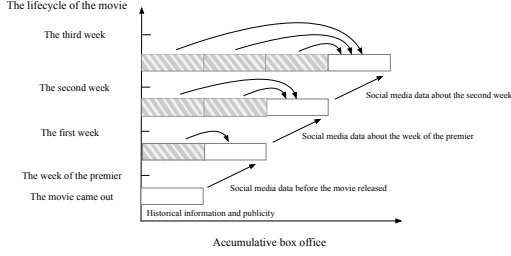 The lifecycle of the movie
The third week
The second week
Social media data about the second week
The first week
Social media data about the week of the premier
The week of the premier
Social media data before the movie released
The movie came out
Historical information and publicity
Accumulative box office